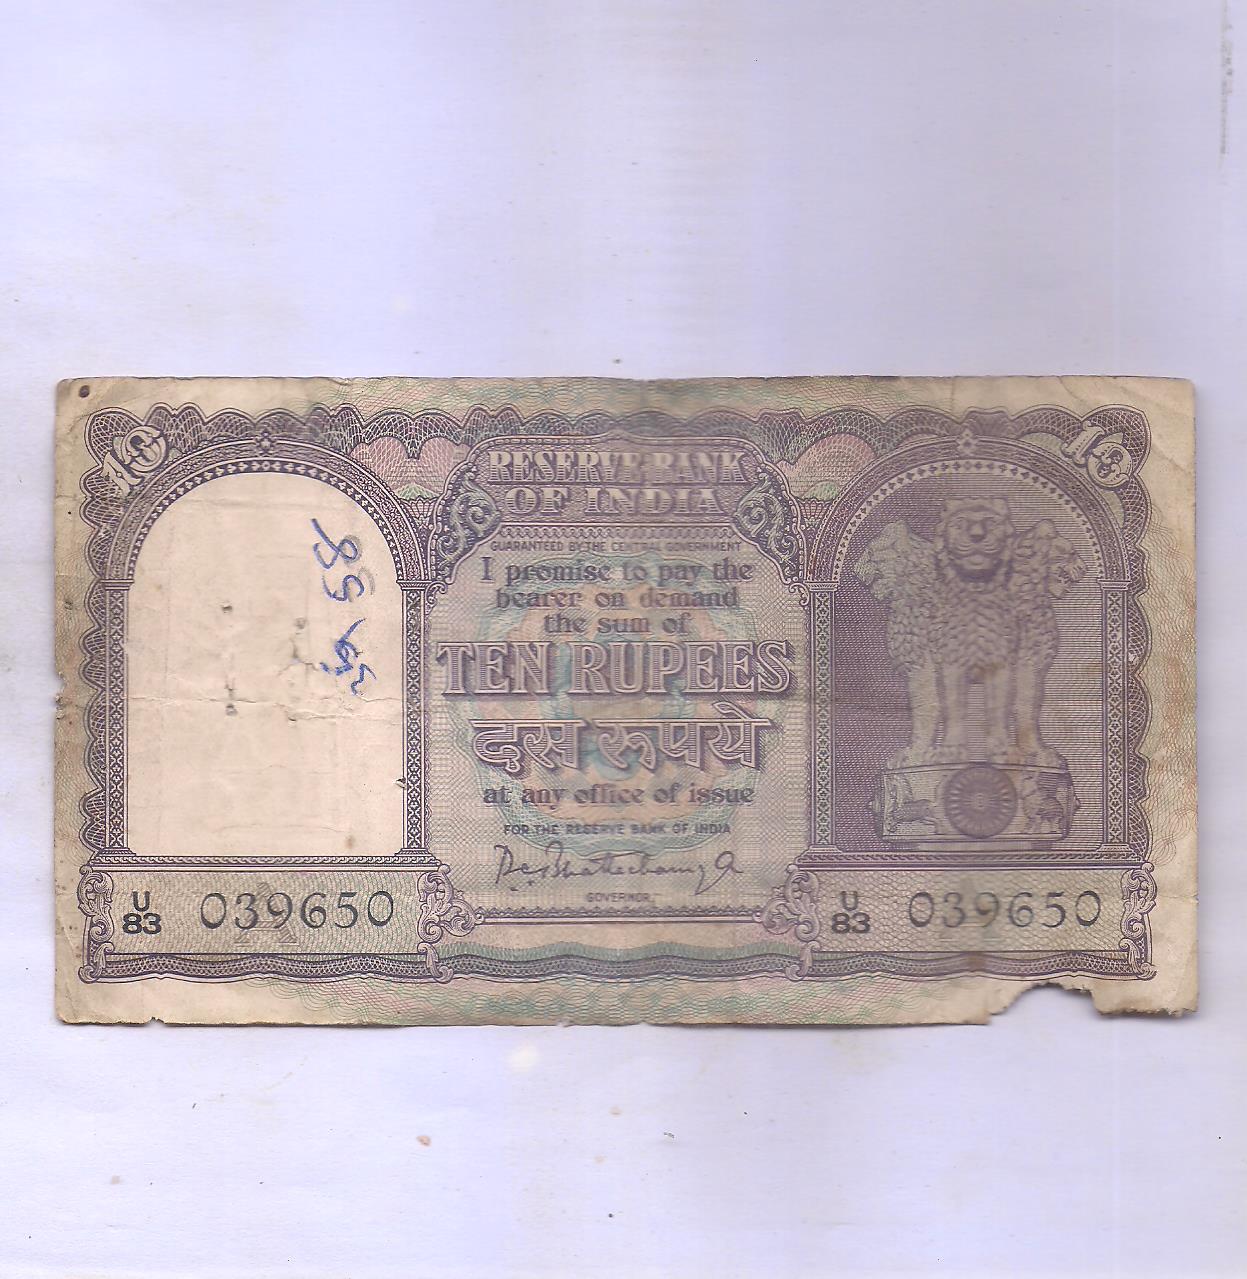 10
10
RESERVE BANK
OF INDIA
GUARANTEED BY THE CENTRAL GOVERNMENT
I promise to pay the
bearer on demand
the sum of
TEN RUPEES
दस रूपये
at any office of issue
FOR THE RESERVE BANK OF INDIA
GOVERNOR.
U
83 039650
A
U
83 039650